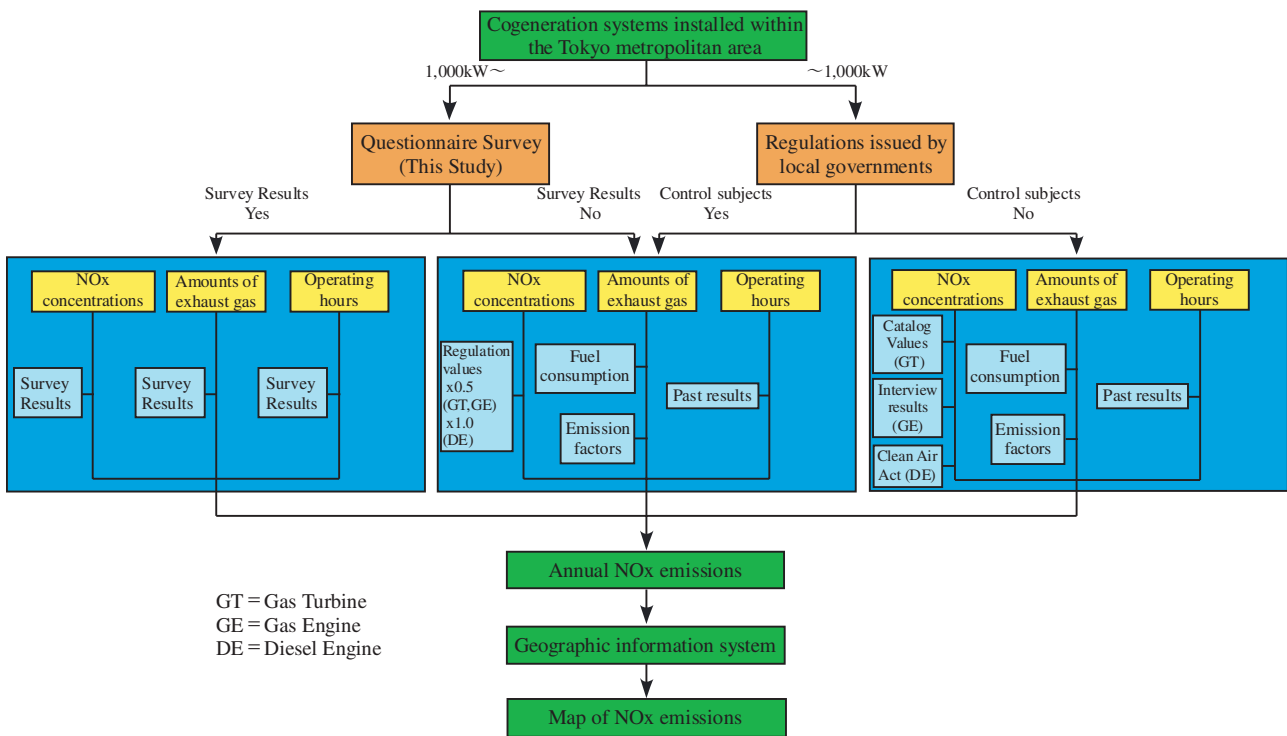 Cogeneration systems installed within
the Tokyo metropolitan area
1,000kW～
～1,000kW
Questionnaire Survey
(This Study)
Regulations issued by
local governments
Survey Results
Yes
Survey Results
No
Control subjects
Yes
Control subjects
No
NOx
concentrations
Amounts of
exhaust gas
Operating
hours
Survey
Results
Survey
Results
Survey
Results
NOx
concentrations
Amounts of
exhaust gas
Operating
hours
Regulation
values
x0.5
(GT,GE)
x1.0
(DE)
Fuel
consumption
Emission
factors
Past results
NOx
concentrations
Amounts of
exhaust gas
Operating
hours
Catalog
Values
(GT)
Interview
results
(GE)
Clean Air
Act (DE)
Fuel
consumption
Emission
factors
Past results
Annual NOx emissions
Geographic information system
Map of NOx emissions
GT＝Gas Turbine
GE＝Gas Engine
DE＝Diesel Engine